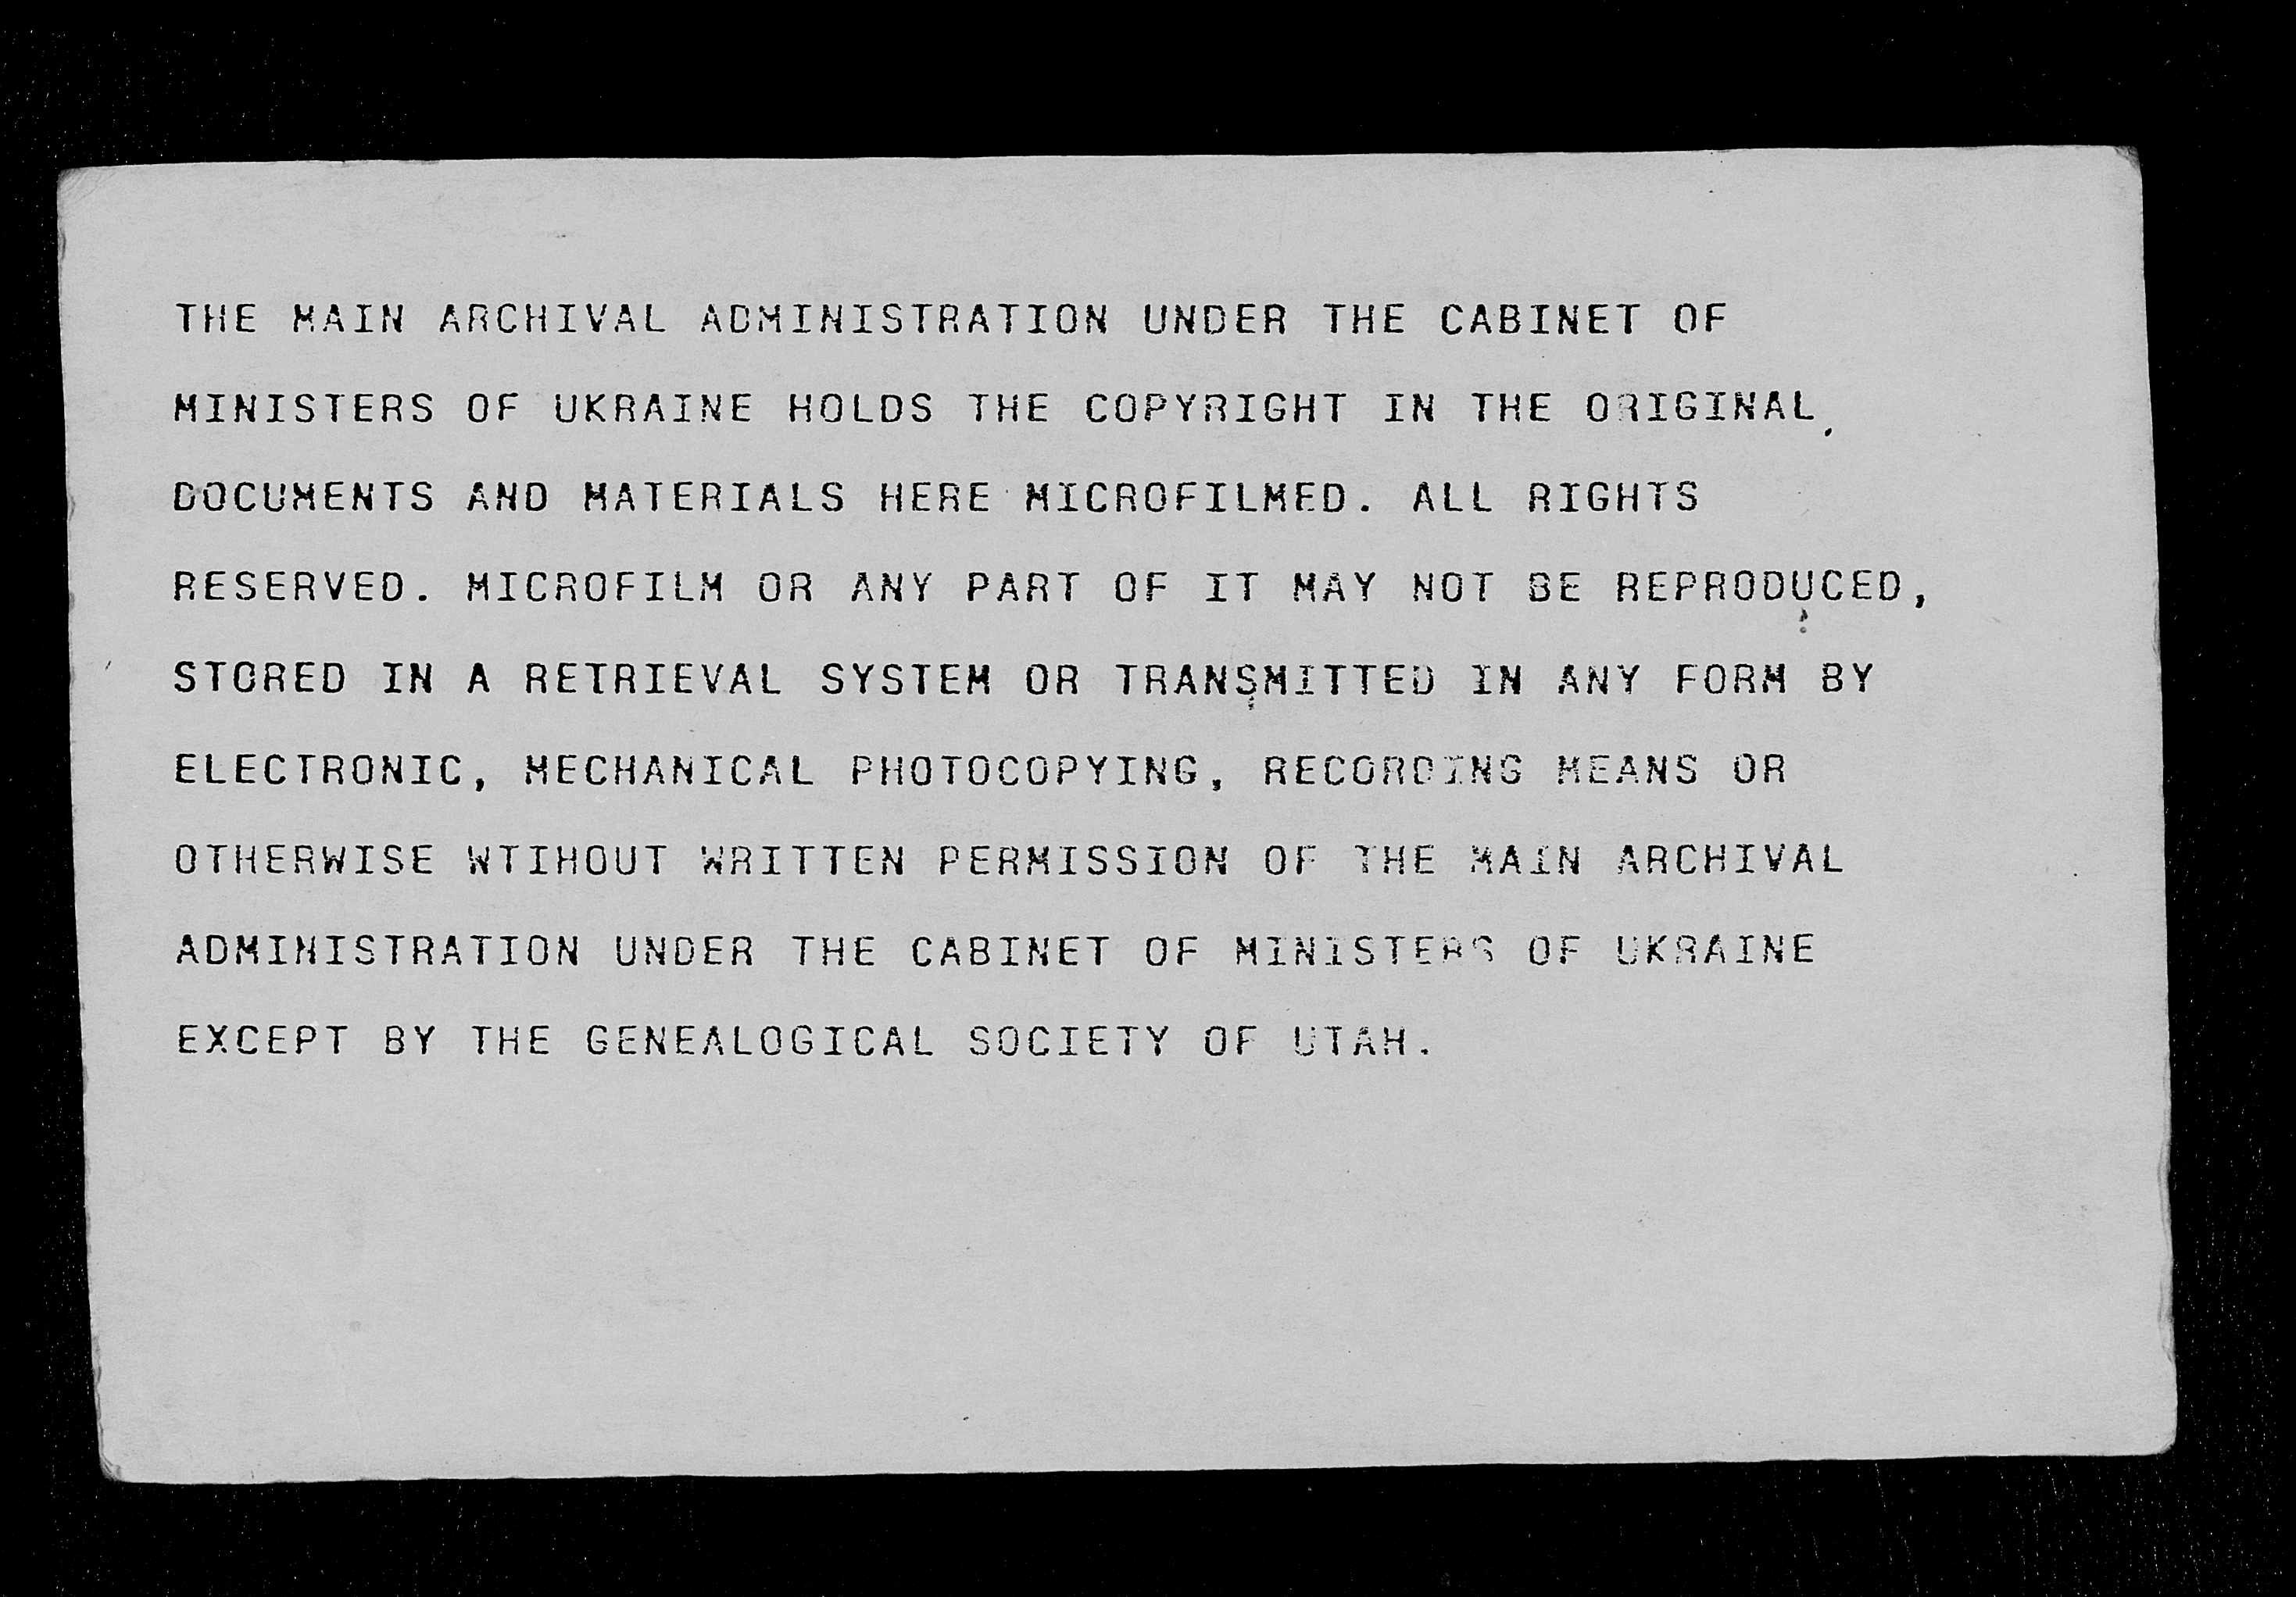 THE MAIN ARCHIVAL ADMINISTRATION UNDER THE CABINET OF
MINISTERS OF UKRAINE HOLDS THE COPYRIGHT IN THE ORIGINAL,
DOCUMENTS AND MATERIALS HERE MICROFILMED. ALL RIGHTS
RESERVED. MICROFILM OR ANY PART OF IT MAY NOT BE REPRODUCED,
STORED IN A RETRIEVAL SYSTEM OR TRANSMITTED IN ANY FORM BY
ELECTRONIC, MECHANICAL PHOTOCOPYING, RECORDING MEANS OR
OTHERWISE WTIHOUT WRITTEN PERMISSION OF THE MAIN ARCHIVAL
ADMINISTRATION UNDER THE CABINET OF MINISTERS OF UKRAINE
EXCEPT BY THE GENEALOGICAL SOCIETY OF UTAH.